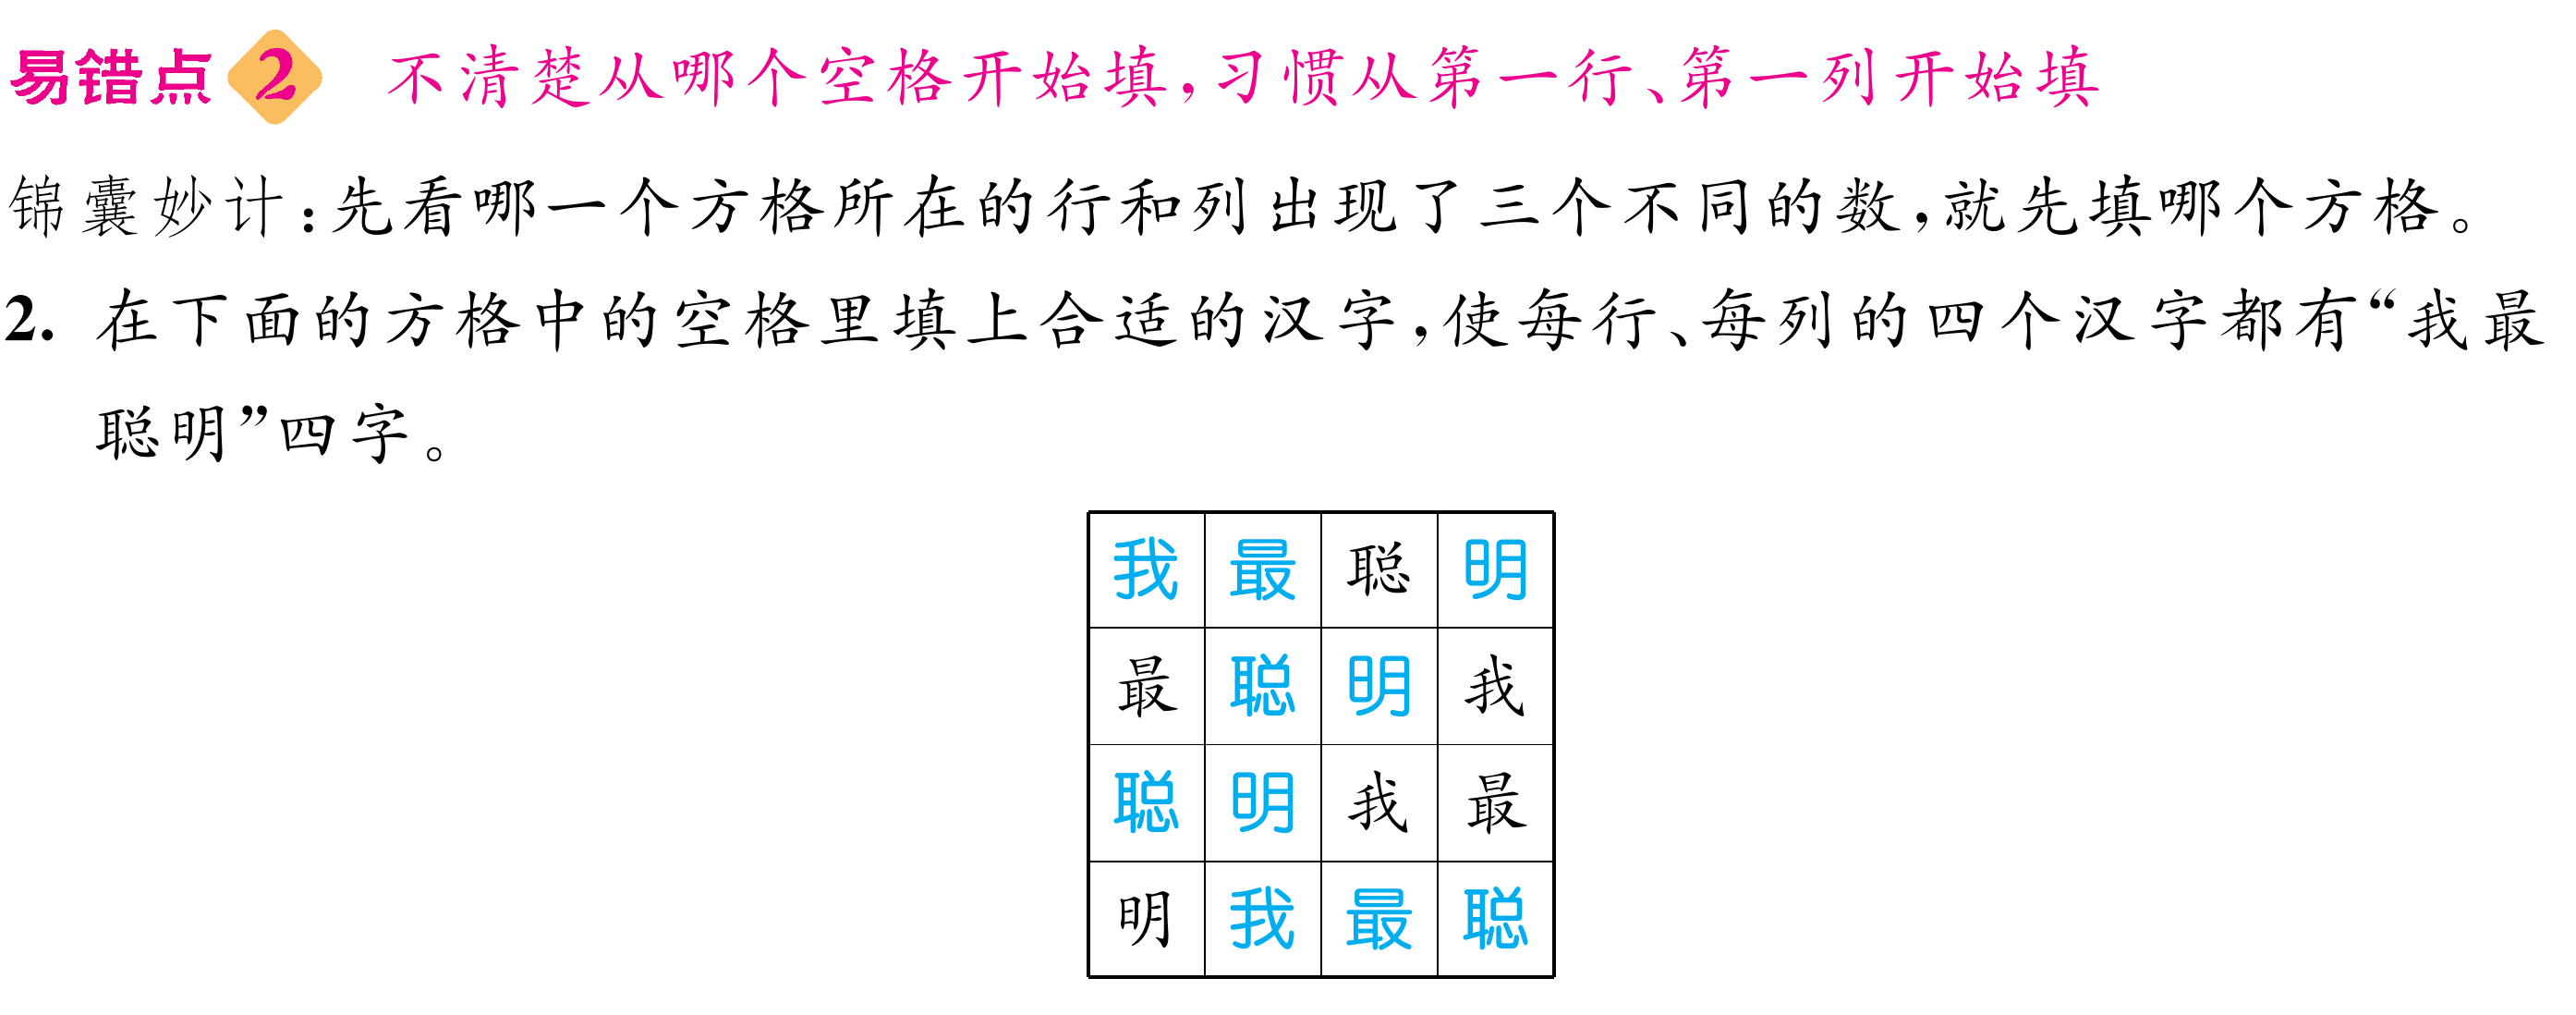 易错点 2 不清楚从哪个空格开始填，习惯从第一行、第一列开始填
锦囊妙计：先看哪一个方格所在的行和列出现了三个不同的数，就先填哪个方格。
2. 在下面的方格中的空格里填上合适的汉字，使每行、每列的四个汉字都有“我最
聪明”四字。
我 最 聪 明
最 聪 明 我
聪 明 我 最
明 我 最 聪